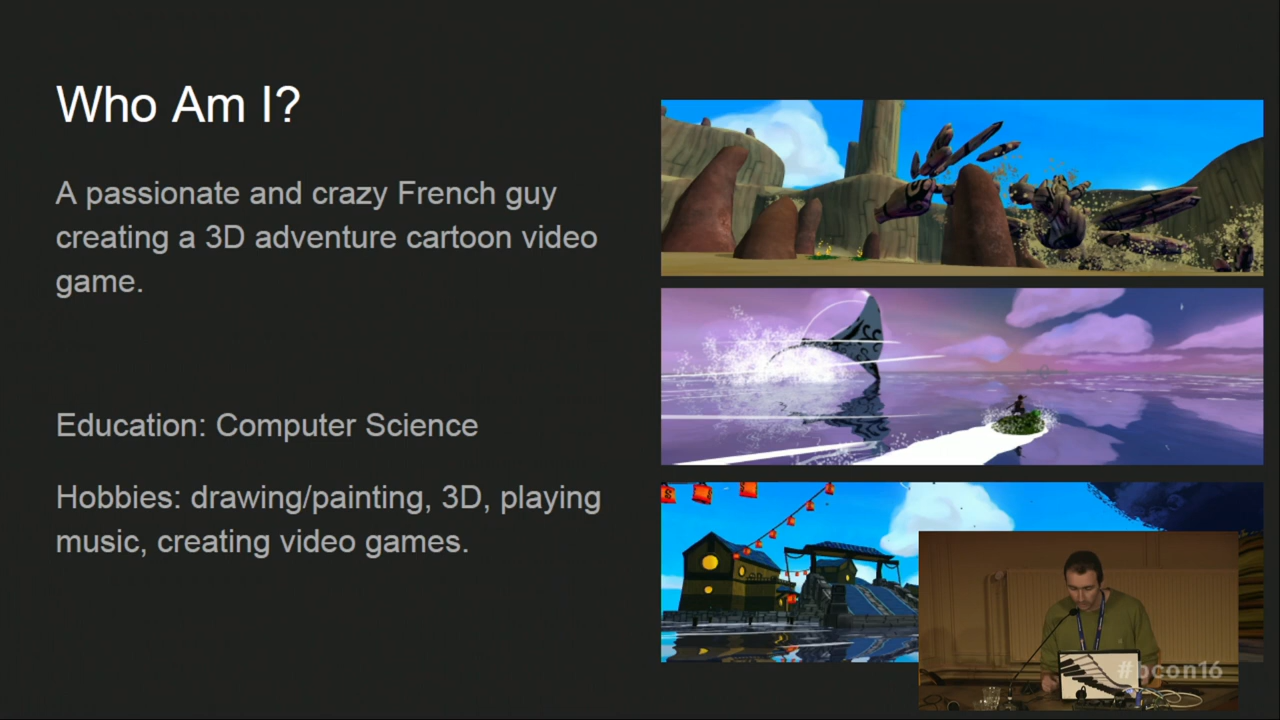 Who Am I?
A passionate and crazy French guy
creating a 3D adventure cartoon video
game.
Education: Computer Science
Hobbies: drawing/painting, 3D, playing
music, creating video games.
#bcon16